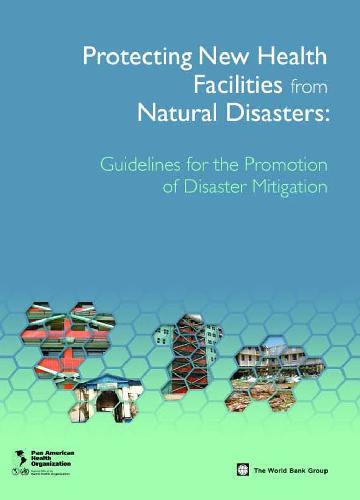 Protecting New Health
Facilities from
Natural Disasters:
Guidelines for the Promotion
of Disaster Mitigation
Pan American
Health
Organization
The World Bank Group